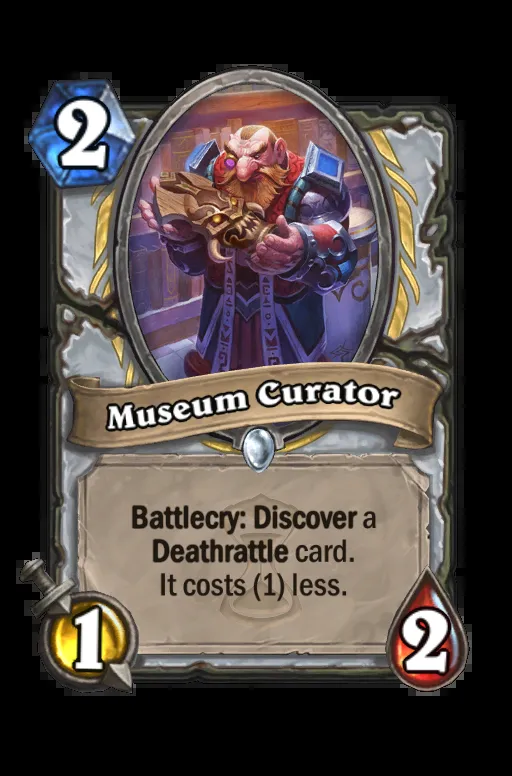 2
Museum Curator
Battlecry: Discover a
Deathrattle card.
It costs (1) less.
1
2